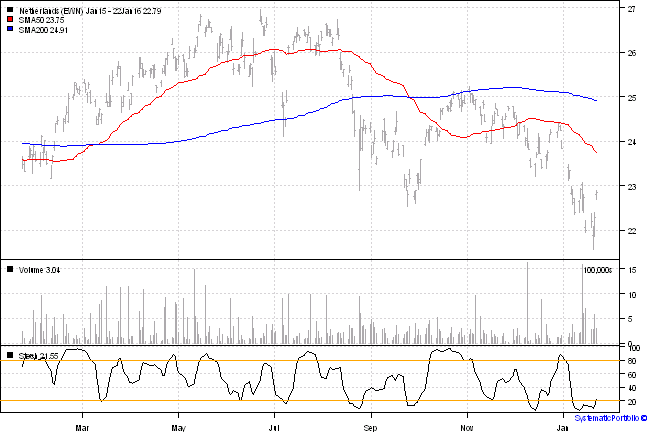 Netherlands (EWN) Jan15 - 22Jan16 22.79
SMA50 23.75
SMA200 24.91
27
26
25
24
23
22
Volume 3.04
100,000s
15
10
5
0
Stoch 21.55
100
80
60
40
20
Mar May Jul Sep Nov Jan
SystematicPortfolio ©